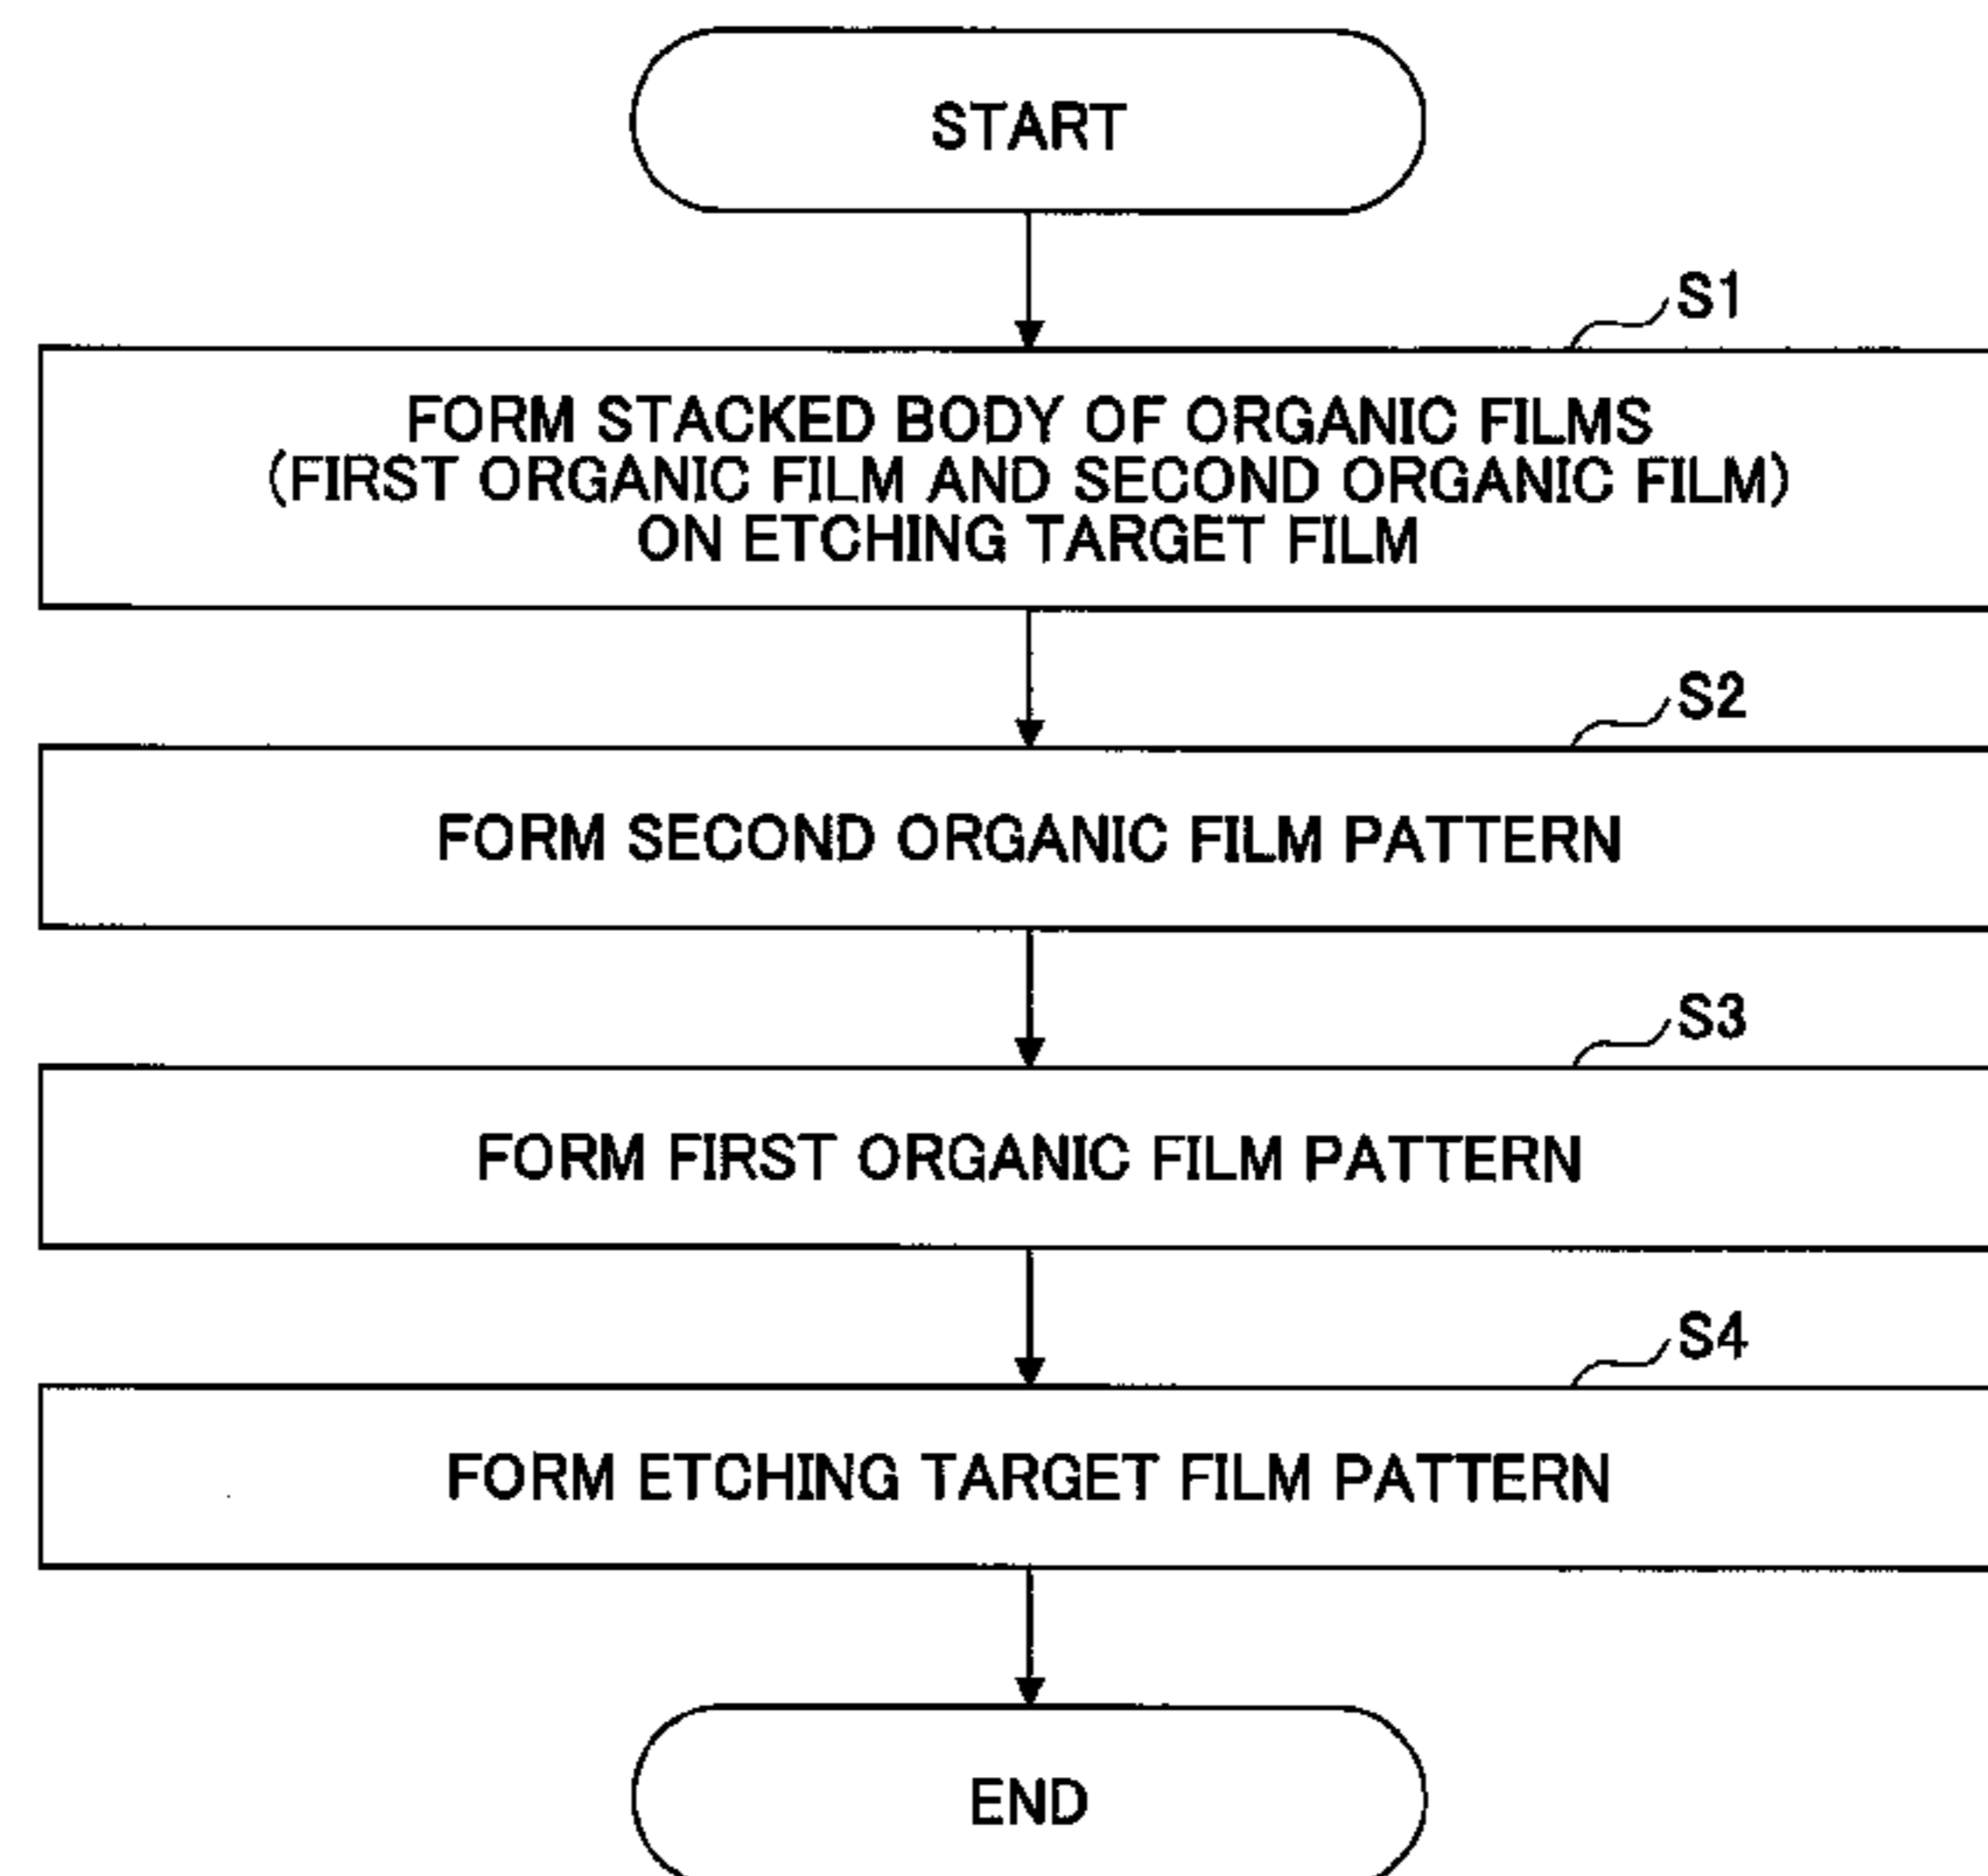 START
S1
FORM STACKED BODY OF ORGANIC FILMS
(FIRST ORGANIC FILM AND SECOND ORGANIC FILM)
ON ETCHING TARGET FILM
S2
FORM SECOND ORGANIC FILM PATTERN
S3
FORM FIRST ORGANIC FILM PATTERN
S4
FORM ETCHING TARGET FILM PATTERN
END